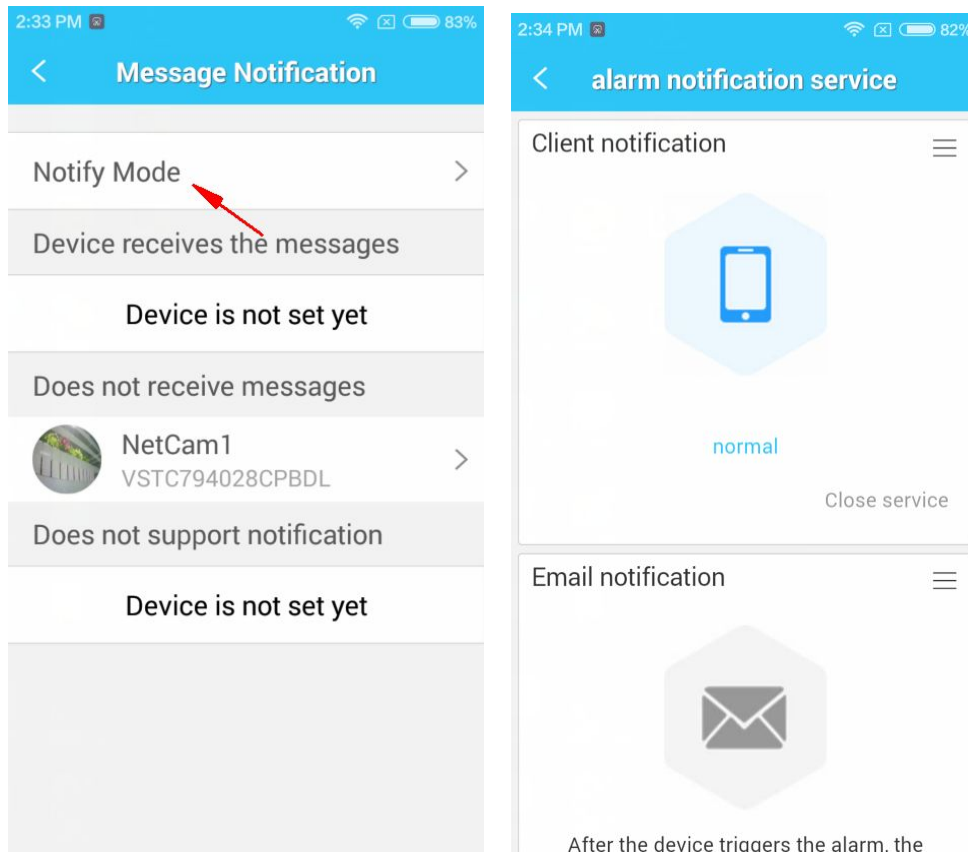 2:33 PM 83%
Message Notification
Notify Mode
Device receives the messages
Device is not set yet
Does not receive messages
NetCam1
VSTC794028CPBDL
Does not support notification
Device is not set yet
2:34 PM 82%
alarm notification service
Client notification
normal
Close service
Email notification
After the device triggers the alarm, the